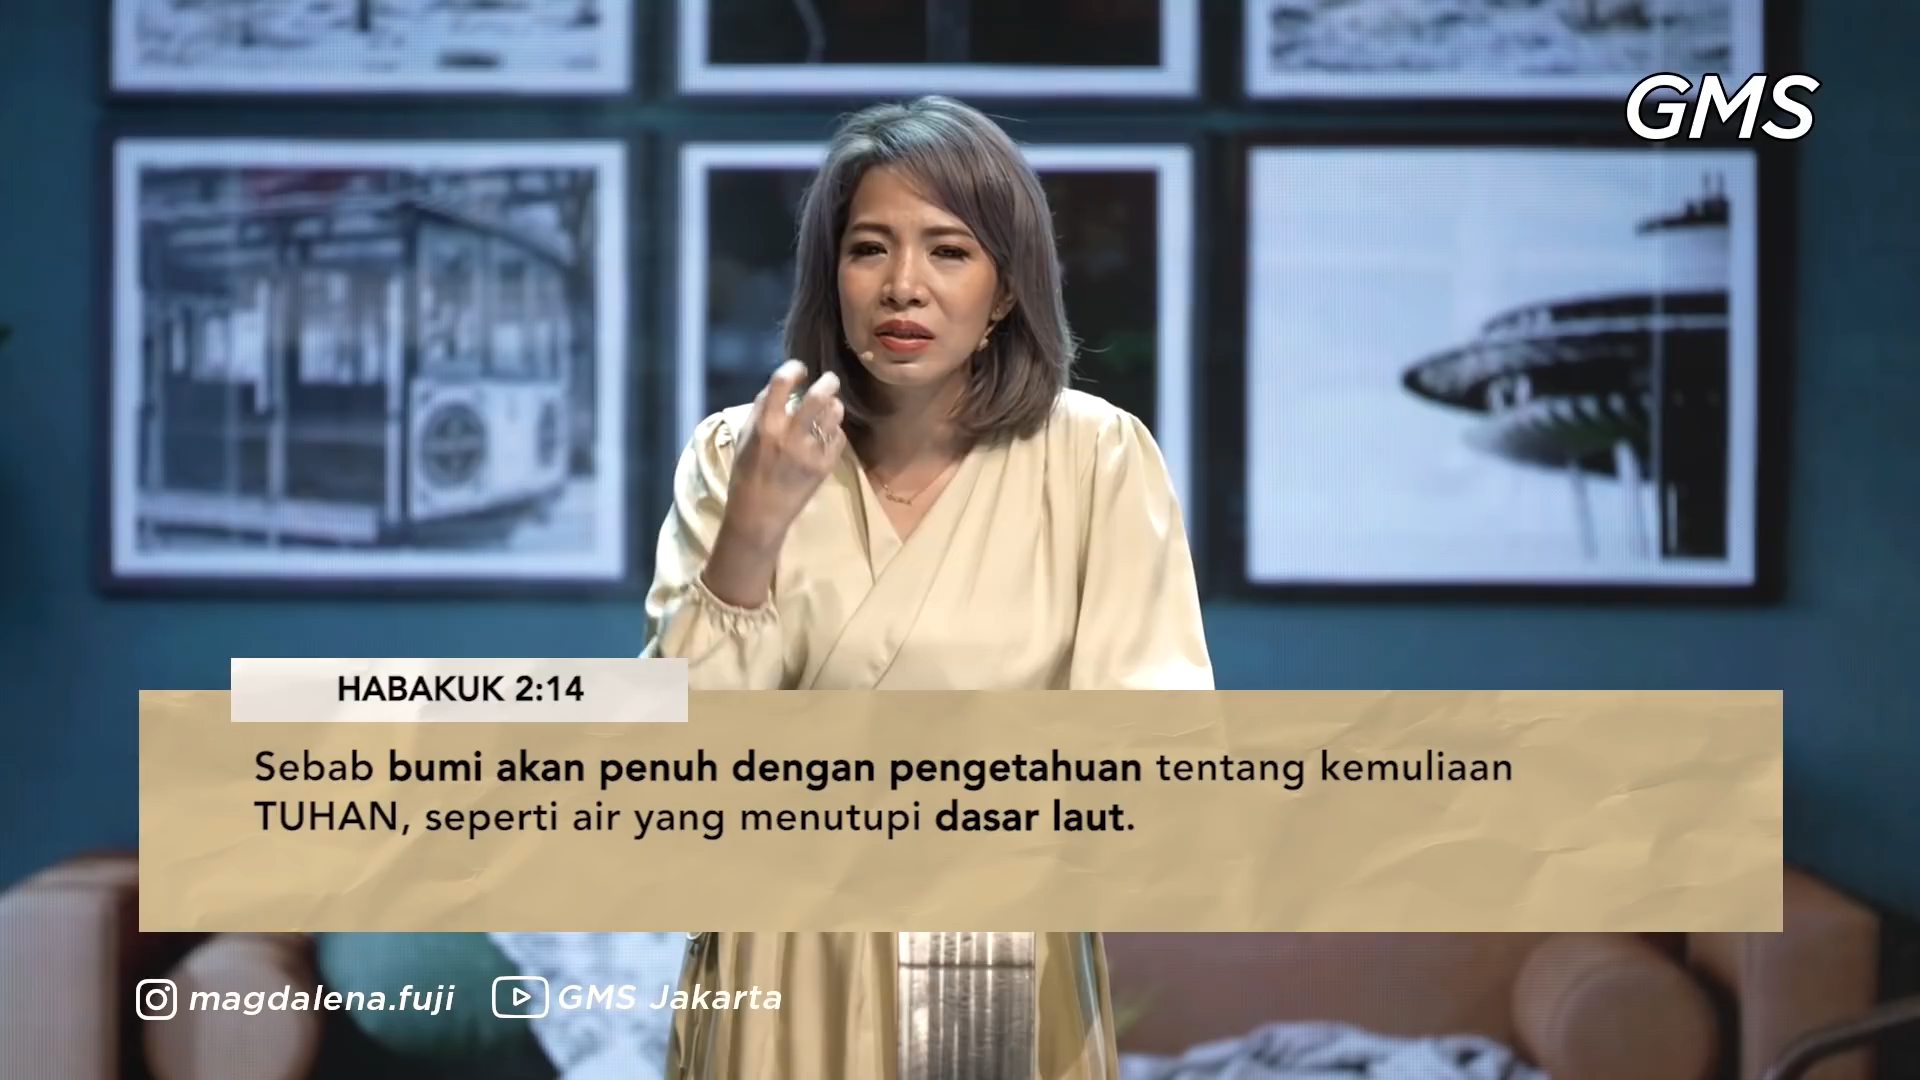 GMS
HABAKUK 2:14
Sebab bumi akan penuh dengan pengetahuan tentang kemuliaan
TUHAN, seperti air yang menutupi dasar laut.
magdalena.fuji GMS Jakarta